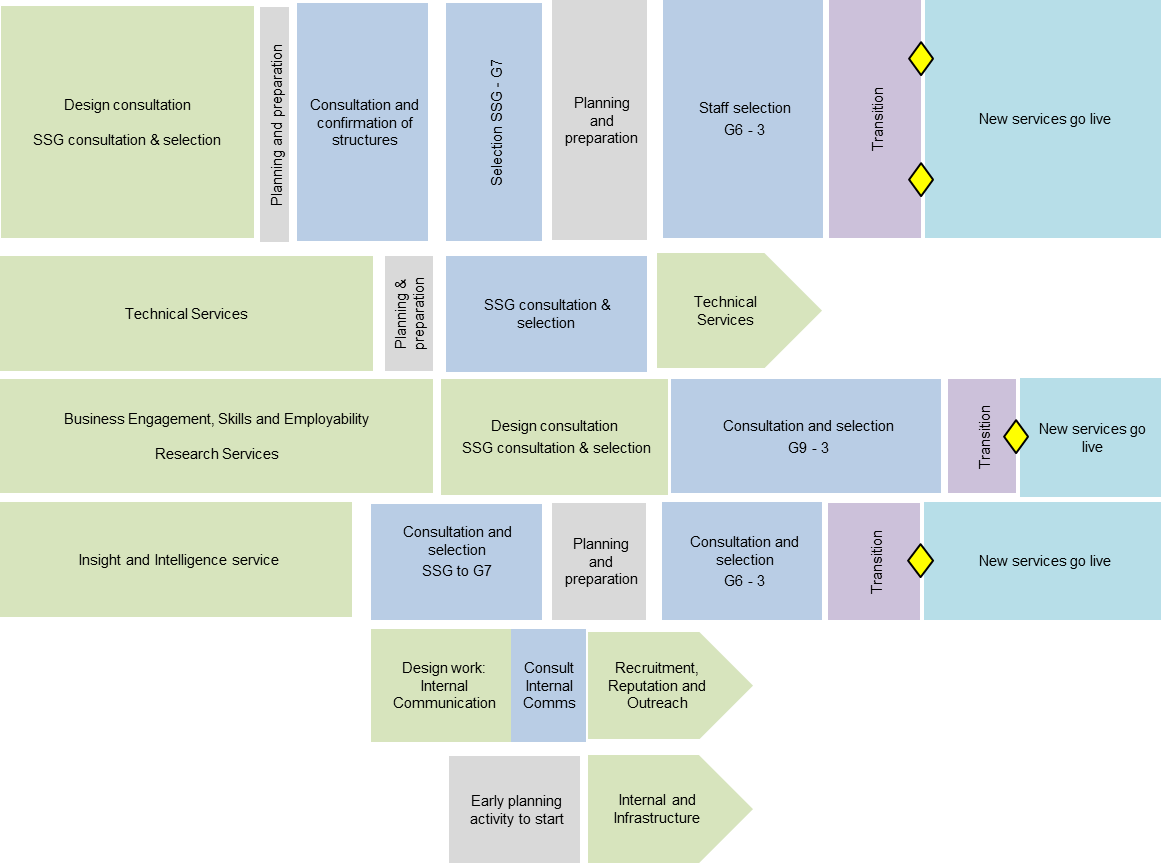 Design consultation
SSG consultation & selection
Planning and preparation
Consultation and
confirmation of
structures
Selection SSG - G7
Planning
and
preparation
Staff selection
G6 - 3
Transition
New services go live
Technical Services
Planning &
preparation
SSG consultation &
selection
Technical
Services
Business Engagement, Skills and Employability
Research Services
Design consultation
SSG consultation & selection
Consultation and selection
G9 - 3
Transition
New services go
live
Insight and Intelligence service
Consultation and
selection
SSG to G7
Planning
and
preparation
Consultation and
selection
G6 - 3
Transition
New services go live
Design work:
Internal
Communication
Consult
Internal
Comms
Recruitment,
Reputation and
Outreach
Early planning
activity to start
Internal and
Infrastructure